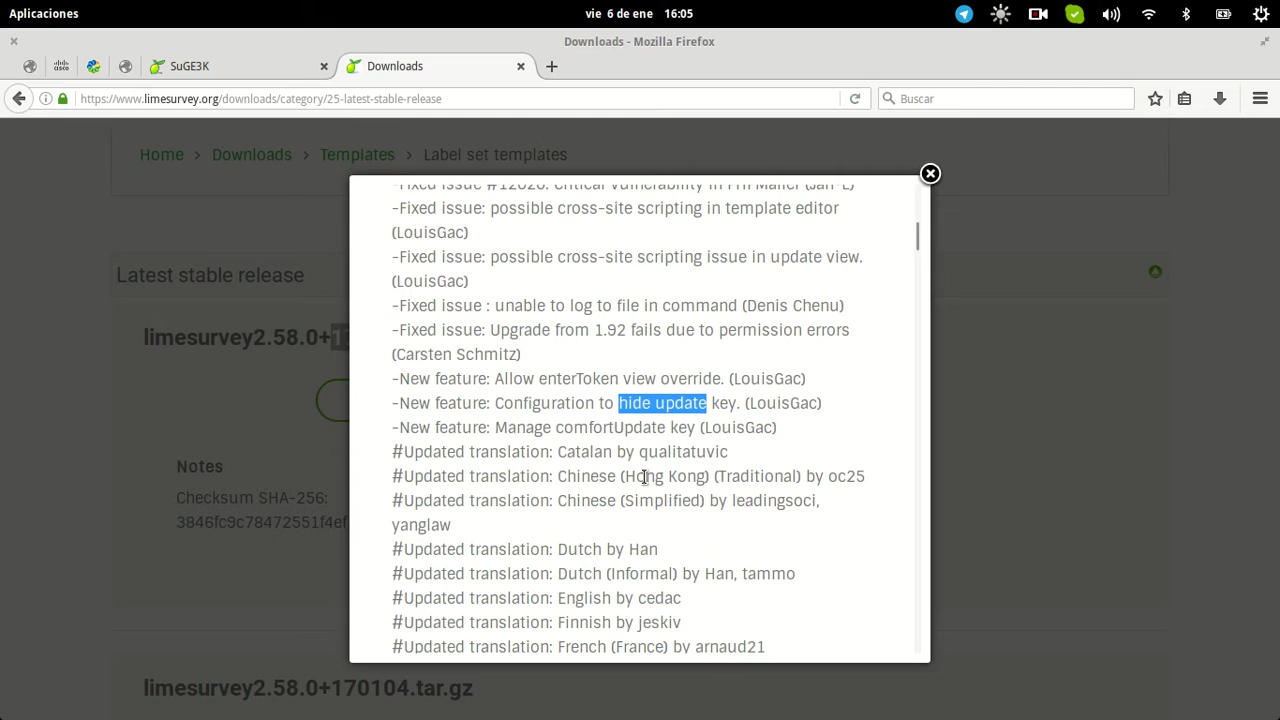 Aplicaciones
vie 6 de ene 16:05
Downloads - Mozilla Firefox
SuGE3K
Downloads
https://www.limesurvey.org/downloads/category/25-latest-stable-release
Buscar
Home > Downloads > Templates > Label set templates
Latest stable release
limesurvey2.58.0+
Notes
Checksum SHA-256:
3846fc9c78472551f4ef
-Fixed issue: possible cross-site scripting in template editor
(LouisGac)
-Fixed issue: possible cross-site scripting issue in update view.
(LouisGac)
-Fixed issue : unable to log to file in command (Denis Chenu)
-Fixed issue: Upgrade from 1.92 fails due to permission errors
(Carsten Schmitz)
-New feature: Allow enterToken view override. (LouisGac)
-New feature: Configuration to hide update key. (LouisGac)
-New feature: Manage comfortUpdate key (LouisGac)
#Updated translation: Catalan by qualitatuvic
#Updated translation: Chinese (Hong Kong) (Traditional) by oc25
#Updated translation: Chinese (Simplified) by leadingsoci,
yanglaw
#Updated translation: Dutch by Han
#Updated translation: Dutch (Informal) by Han, tammo
#Updated translation: English by cedac
#Updated translation: Finnish by jeskiv
#Updated translation: French (France) by arnaud21
limesurvey2.58.0+170104.tar.gz